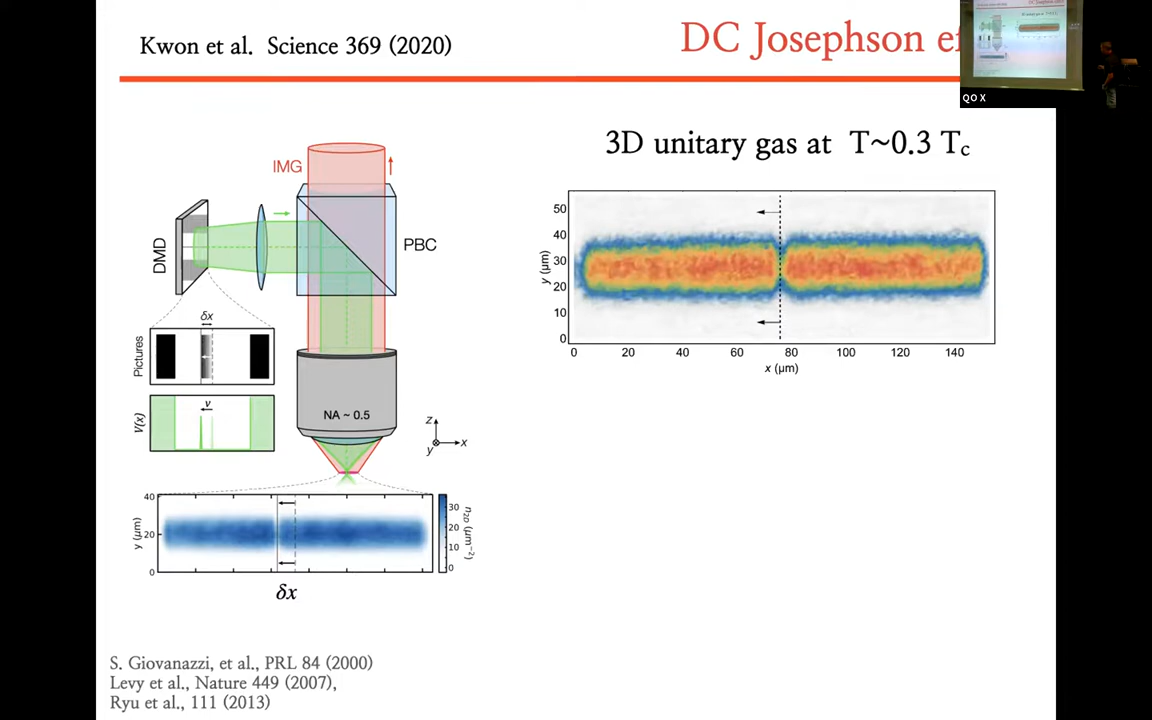 Kwon et al. Science 369 (2020)
DC Josephson ef
QO X
3D unitary gas at T~0.3 Tc
IMG
DMD
PBC
δx
Pictures
V(x)
v
NA ~ 0.5
z
x
y
50
40
30
20
10
0
y (μm)
0 20 40 60 80 100 120 140
x (μm)
40
20
0
y (μm)
30
20
10
0
n2D (μm-2)
δx
S. Giovanazzi, et al., PRL 84 (2000)
Levy et al., Nature 449 (2007),
Ryu et al., 111 (2013)